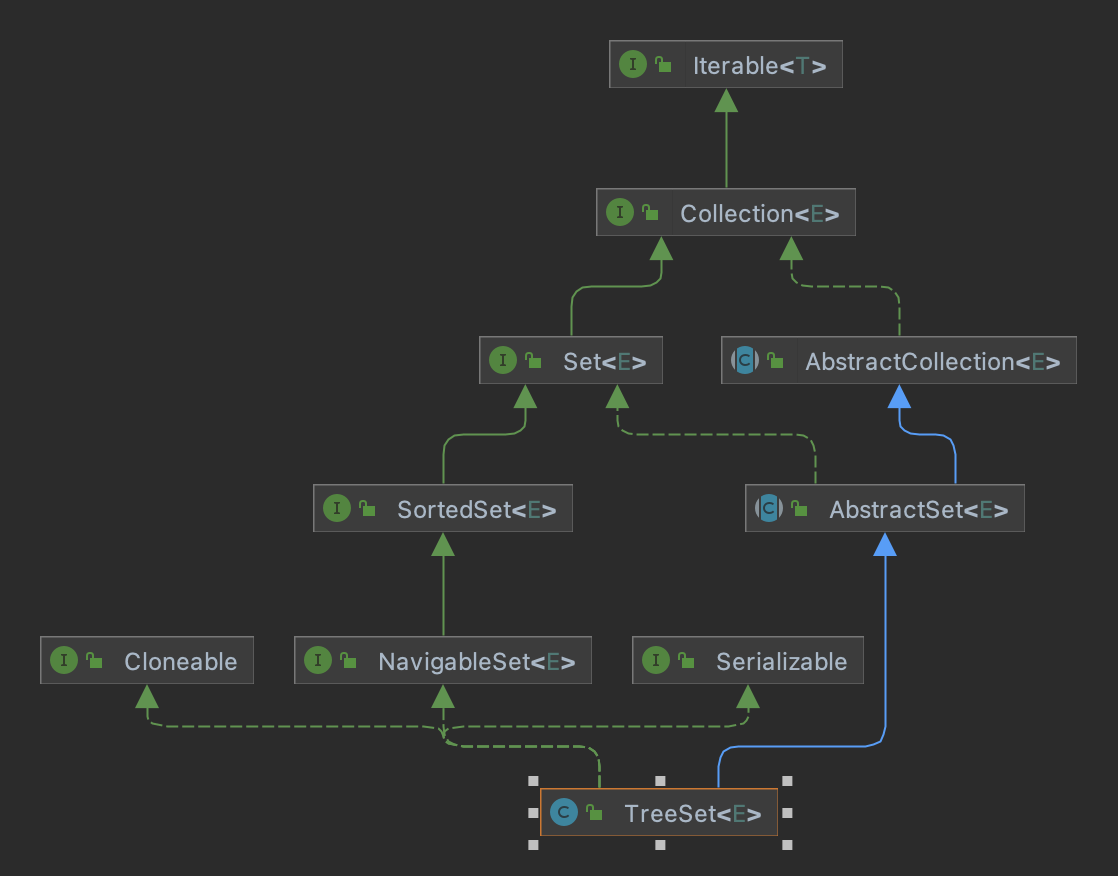 I Iterable<T>
I Collection<E>
I Set<E>
C AbstractCollection<E>
I SortedSet<E>
C AbstractSet<E>
I Cloneable
I NavigableSet<E>
I Serializable
C TreeSet<E>